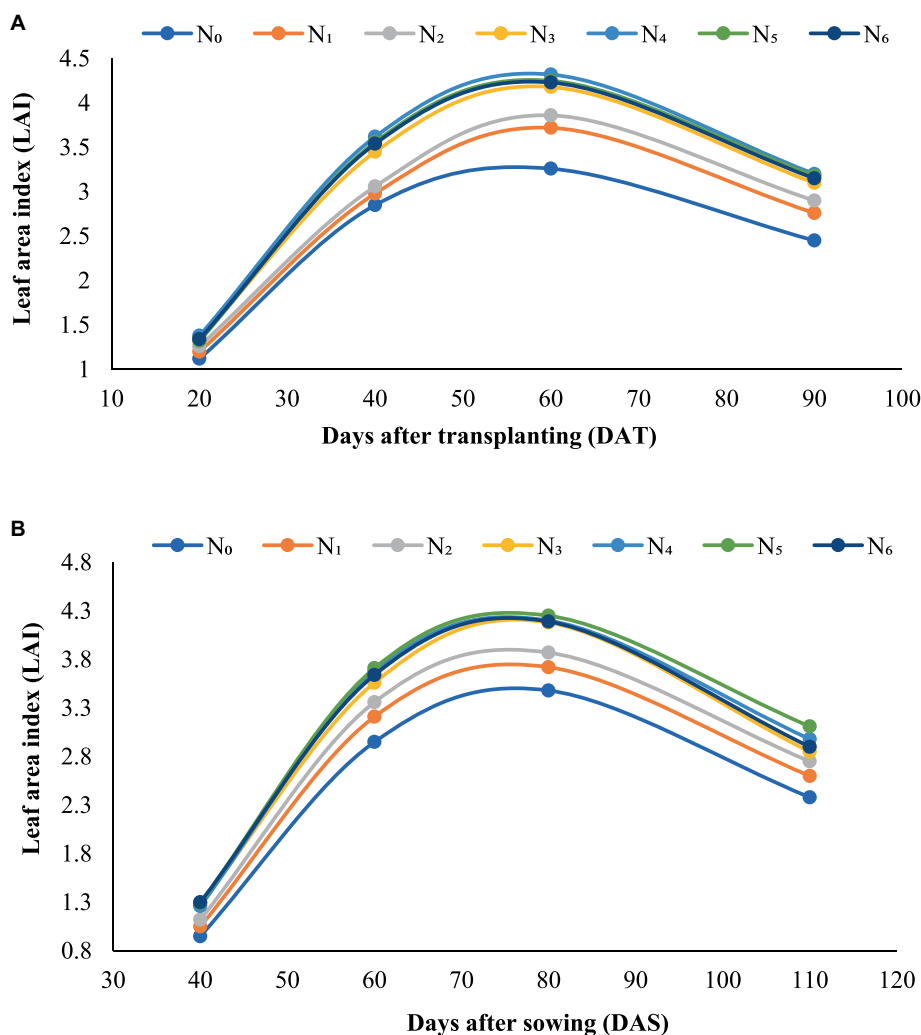 A
N₀ N₁ N₂ N₃ N₄ N₅ N₆
4.5
4
3.5
3
2.5
2
1.5
1
Leaf area index (LAI)
10 20 30 40 50 60 70 80 90 100
Days after transplanting (DAT)
B
N₀ N₁ N₂ N₃ N₄ N₅ N₆
4.8
4.3
3.8
3.3
2.8
2.3
1.8
1.3
0.8
Leaf area index (LAI)
30 40 50 60 70 80 90 100 110 120
Days after sowing (DAS)